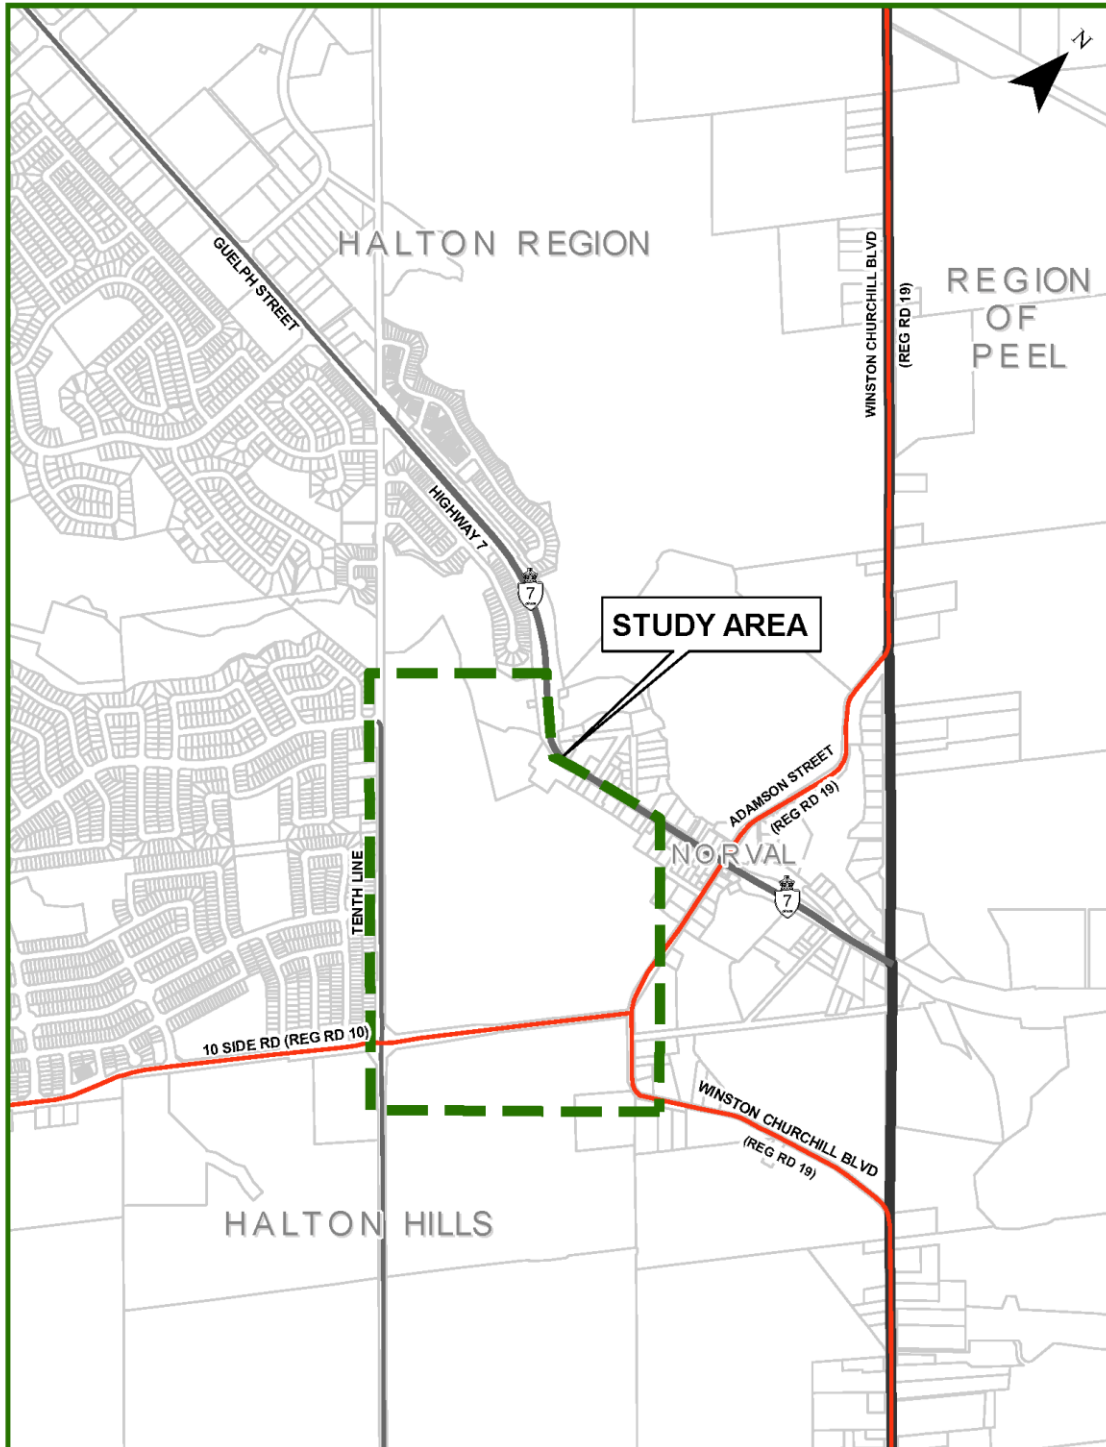 N
HALTON REGION
REGION
OF
PEEL
GUELPH STREET
WINSTON CHURCHILL BLVD
(REG RD 19)
HIGHWAY 7
7
STUDY AREA
ADAMSON STREET
(REG RD 19)
NORVAL
7
TENTH LINE
10 SIDE RD (REG RD 10)
WINSTON CHURCHILL BLVD
(REG RD 19)
HALTON HILLS